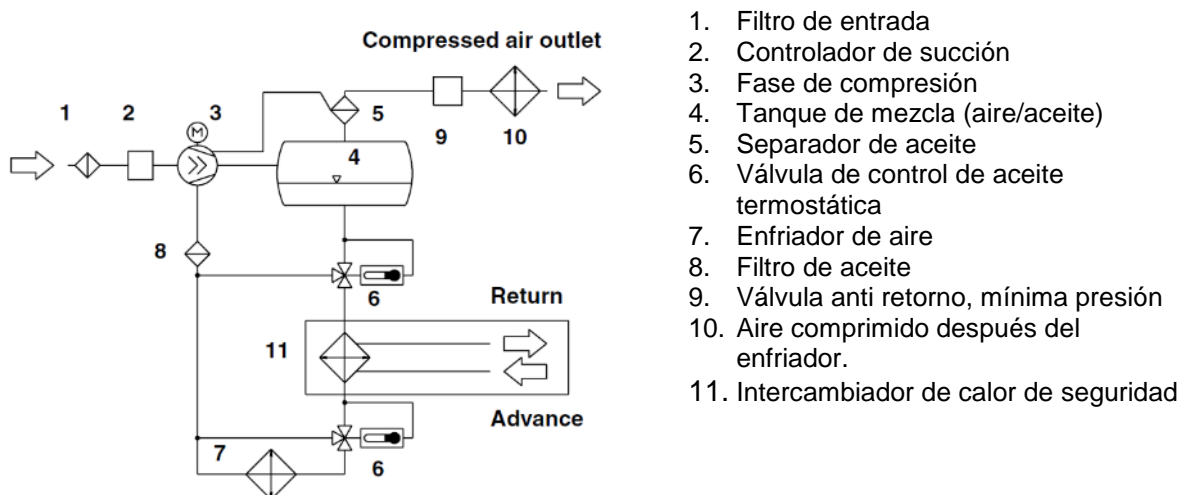 Compressed air outlet
1
2
3
M
4
5
9
10
8
6
Return
11
Advance
7
6
1. Filtro de entrada
2. Controlador de succión
3. Fase de compresión
4. Tanque de mezcla (aire/aceite)
5. Separador de aceite
6. Válvula de control de aceite
termostática
7. Enfriador de aire
8. Filtro de aceite
9. Válvula anti retorno, mínima presión
10. Aire comprimido después del
enfriador.
11. Intercambiador de calor de seguridad